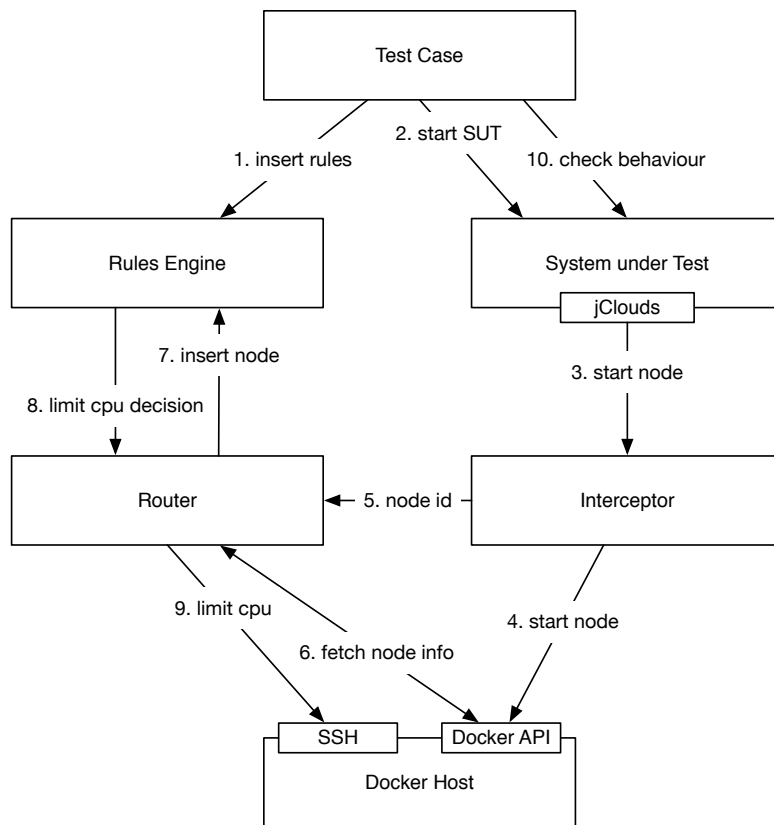 Test Case
2. start SUT
1. insert rules
10. check behaviour
Rules Engine
System under Test
jClouds
7. insert node
3. start node
8. limit cpu decision
Router
5. node id
Interceptor
9. limit cpu
4. start node
6. fetch node info
SSH
Docker API
Docker Host